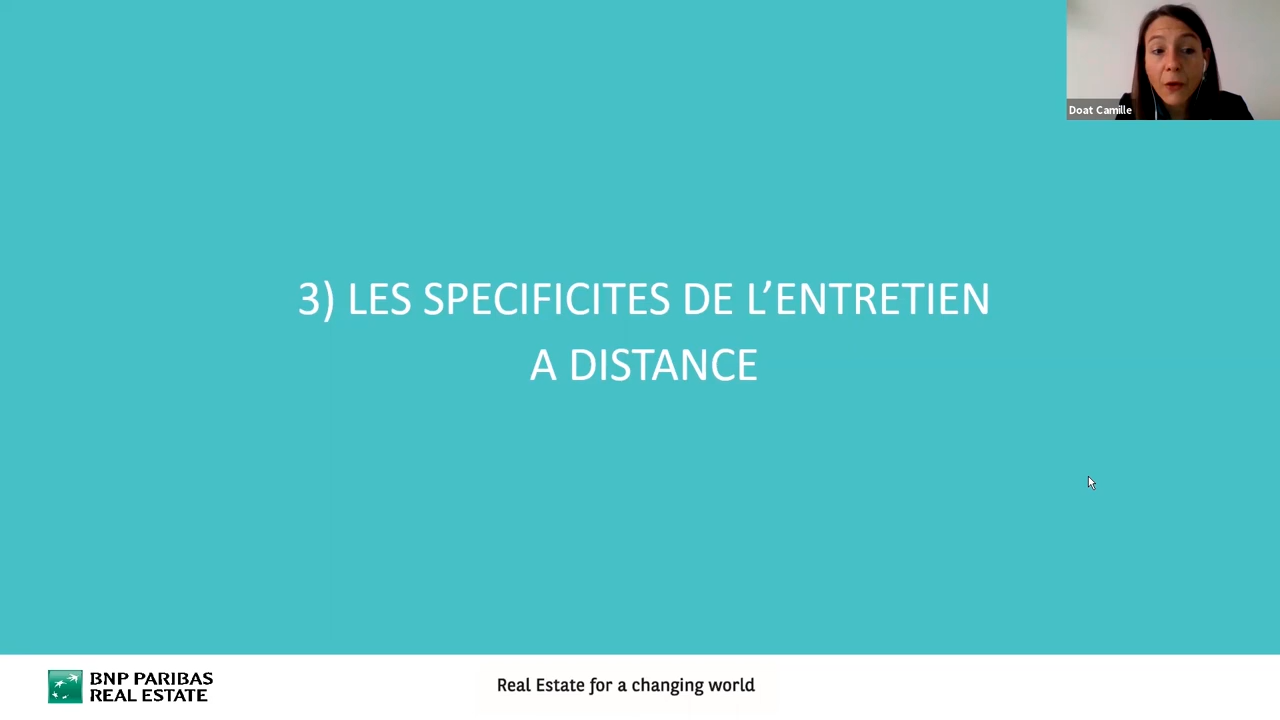 Doat Camille
3) LES SPECIFICITES DE L’ENTRETIEN
A DISTANCE
BNP PARIBAS
REAL ESTATE
Real Estate for a changing world